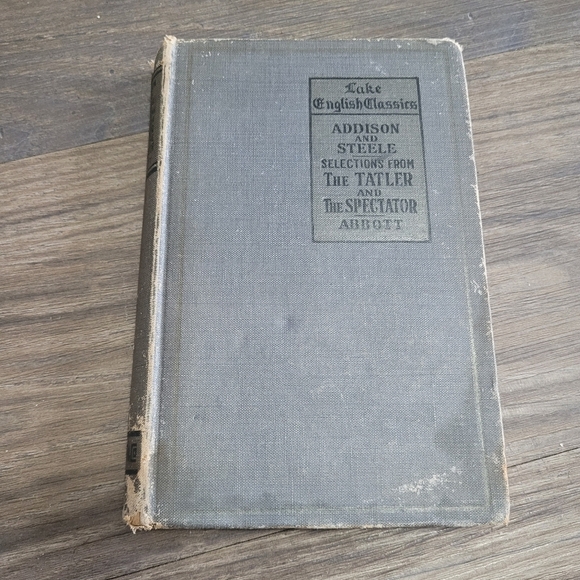 Lake
English Classics
ADDISON
AND
STEELE
SELECTIONS FROM
THE TATLER
AND
THE SPECTATOR
ABBOTT